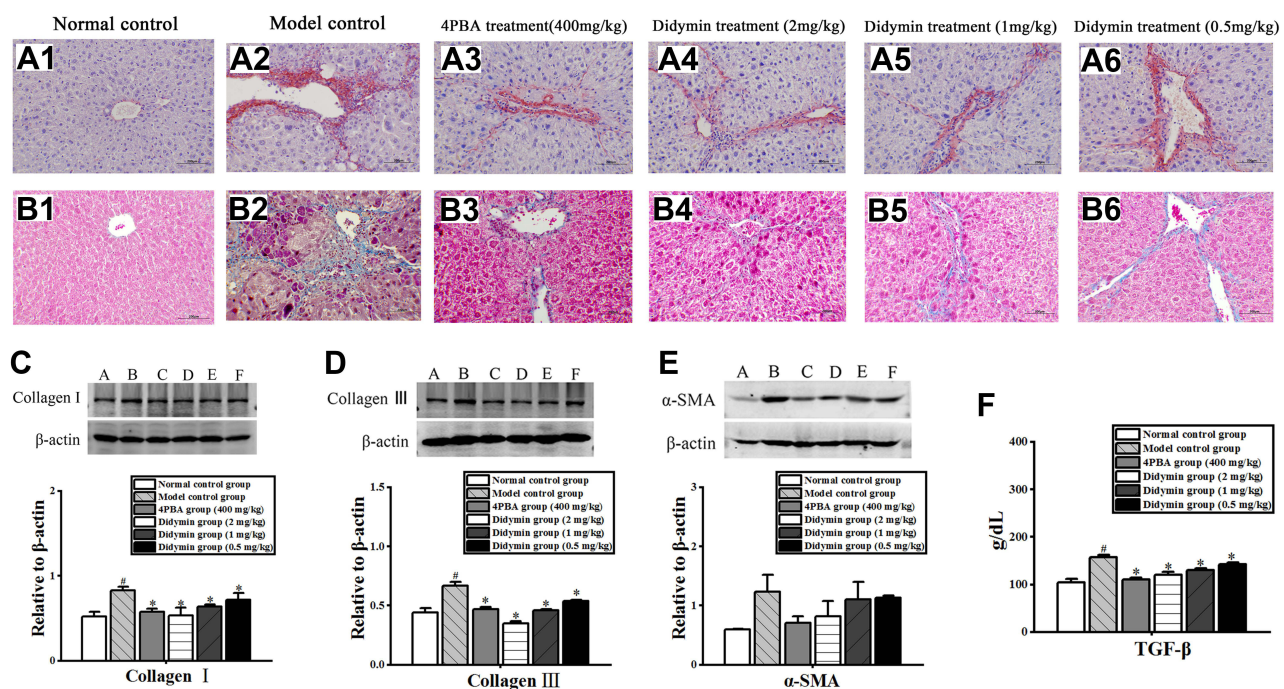 Normal control
Model control
4PBA treatment(400mg/kg)
Didymin treatment (2mg/kg)
Didymin treatment (1mg/kg)
Didymin treatment (0.5mg/kg)
A1
A2
A3
A4
A5
A6
B1
B2
B3
B4
B5
B6
C
A B C D E F
Collagen I
β-actin
Normal control group
Model control group
4PBA group (400 mg/kg)
Didymin group (2 mg/kg)
Didymin group (1 mg/kg)
Didymin group (0.5 mg/kg)
Relative to β-actin
2
1
0
#
*
*
*
*
Collagen Ⅰ
D
A B C D E F
Collagen Ⅲ
β-actin
Normal control group
Model control group
4PBA group (400 mg/kg)
Didymin group (2 mg/kg)
Didymin group (1 mg/kg)
Didymin group (0.5 mg/kg)
Relative to β-actin
1.5
1.0
0.5
0.0
#
*
*
*
*
Collagen III
E
A B C D E F
α-SMA
β-actin
Normal control group
Model control group
4PBA group (400 mg/kg)
Didymin group (2 mg/kg)
Didymin group (1 mg/kg)
Didymin group (0.5 mg/kg)
Relative to β-actin
3
2
1
0
α-SMA
F
Normal control group
Model control group
4PBA group (400 mg/kg)
Didymin group (2 mg/kg)
Didymin group (1 mg/kg)
Didymin group (0.5 mg/kg)
g/dL
400
300
200
100
0
#
*
*
*
*
TGF-β